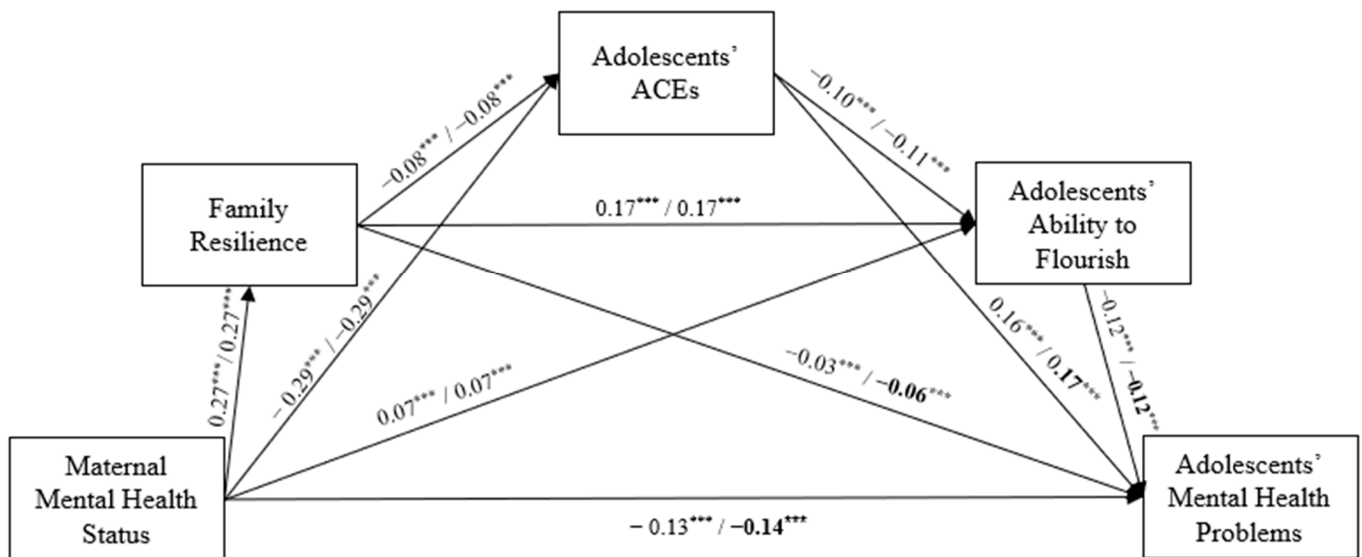 Adolescents’
ACEs
−0.08*** / −0.08***
−0.10*** / −0.11***
Family
Resilience
0.17*** / 0.17***
Adolescents’
Ability to
Flourish
0.27*** / 0.27***
− 0.29*** / −0.29***
0.07*** / 0.07***
−0.03*** / −0.06***
0.16*** / 0.17***
−0.12*** / −0.12***
Maternal
Mental Health
Status
− 0.13*** / −0.14***
Adolescents’
Mental Health
Problems